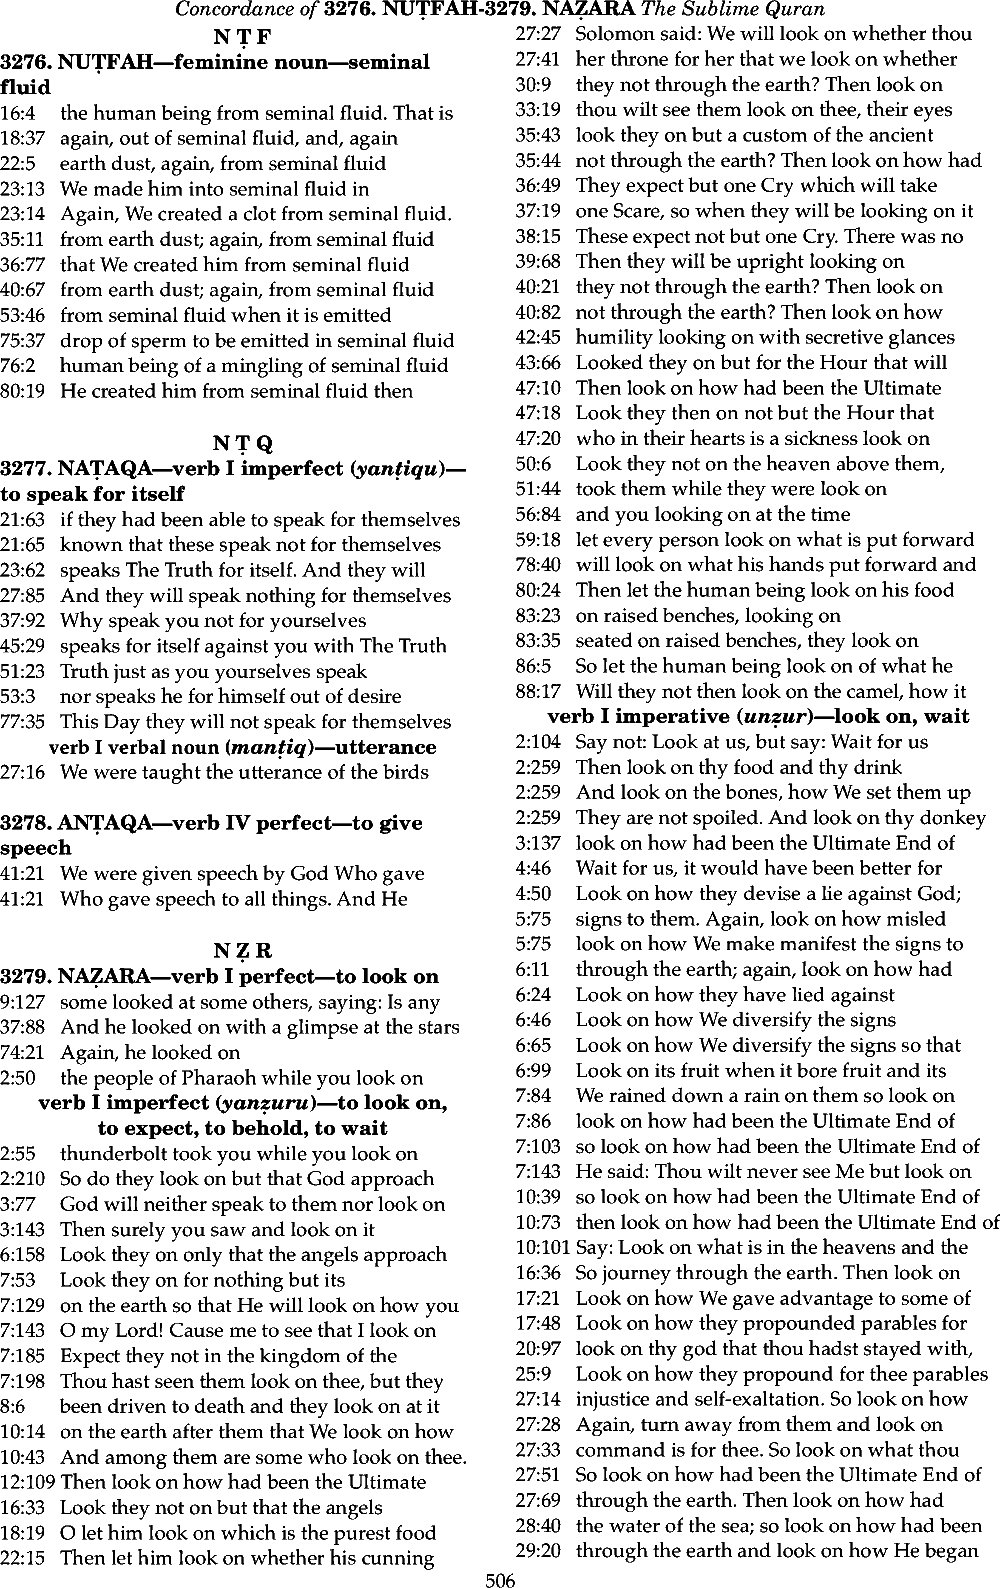 Concordance of 3276. NUṬFAH-3279. NAẒARA The Sublime Quran
N Ṭ F
3276. NUṬFAH—feminine noun—seminal
fluid
16:4 the human being from seminal fluid. That is
18:37 again, out of seminal fluid, and, again
22:5 earth dust, again, from seminal fluid
23:13 We made him into seminal fluid in
23:14 Again, We created a clot from seminal fluid.
35:11 from earth dust; again, from seminal fluid
36:77 that We created him from seminal fluid
40:67 from earth dust; again, from seminal fluid
53:46 from seminal fluid when it is emitted
75:37 drop of sperm to be emitted in seminal fluid
76:2 human being of a mingling of seminal fluid
80:19 He created him from seminal fluid then
N Ṭ Q
3277. NAṬAQA—verb I imperfect (yanṭiqu)—
to speak for itself
21:63 if they had been able to speak for themselves
21:65 known that these speak not for themselves
23:62 speaks The Truth for itself. And they will
27:85 And they will speak nothing for themselves
37:92 Why speak you not for yourselves
45:29 speaks for itself against you with The Truth
51:23 Truth just as you yourselves speak
53:3 nor speaks he for himself out of desire
77:35 This Day they will not speak for themselves
verb I verbal noun (manṭiq)—utterance
27:16 We were taught the utterance of the birds
3278. ANṬAQA—verb IV perfect—to give
speech
41:21 We were given speech by God Who gave
41:21 Who gave speech to all things. And He
N Ẓ R
3279. NAẒARA—verb I perfect—to look on
9:127 some looked at some others, saying: Is any
37:88 And he looked on with a glimpse at the stars
74:21 Again, he looked on
2:50 the people of Pharaoh while you look on
verb I imperfect (yanẓuru)—to look on,
to expect, to behold, to wait
2:55 thunderbolt took you while you look on
2:210 So do they look on but that God approach
3:77 God will neither speak to them nor look on
3:143 Then surely you saw and look on it
6:158 Look they on only that the angels approach
7:53 Look they on for nothing but its
7:129 on the earth so that He will look on how you
7:143 O my Lord! Cause me to see that I look on
7:185 Expect they not in the kingdom of the
7:198 Thou hast seen them look on thee, but they
8:6 been driven to death and they look on at it
10:14 on the earth after them that We look on how
10:43 And among them are some who look on thee.
12:109 Then look on how had been the Ultimate
16:33 Look they not on but that the angels
18:19 O let him look on which is the purest food
22:15 Then let him look on whether his cunning
27:27 Solomon said: We will look on whether thou
27:41 her throne for her that we look on whether
30:9 they not through the earth? Then look on
33:19 thou wilt see them look on thee, their eyes
35:43 look they on but a custom of the ancient
35:44 not through the earth? Then look on how had
36:49 They expect but one Cry which will take
37:19 one Scare, so when they will be looking on it
38:15 These expect not but one Cry. There was no
39:68 Then they will be upright looking on
40:21 they not through the earth? Then look on
40:82 not through the earth? Then look on how
42:45 humility looking on with secretive glances
43:66 Looked they on but for the Hour that will
47:10 Then look on how had been the Ultimate
47:18 Look they then on not but the Hour that
47:20 who in their hearts is a sickness look on
50:6 Look they not on the heaven above them,
51:44 took them while they were look on
56:84 and you looking on at the time
59:18 let every person look on what is put forward
78:40 will look on what his hands put forward and
80:24 Then let the human being look on his food
83:23 on raised benches, looking on
83:35 seated on raised benches, they look on
86:5 So let the human being look on of what he
88:17 Will they not then look on the camel, how it
verb I imperative (unẓur)—look on, wait
2:104 Say not: Look at us, but say: Wait for us
2:259 Then look on thy food and thy drink
2:259 And look on the bones, how We set them up
2:259 They are not spoiled. And look on thy donkey
3:137 look on how had been the Ultimate End of
4:46 Wait for us, it would have been better for
4:50 Look on how they devise a lie against God;
5:75 signs to them. Again, look on how misled
5:75 look on how We make manifest the signs to
6:11 through the earth; again, look on how had
6:24 Look on how they have lied against
6:46 Look on how We diversify the signs
6:65 Look on how We diversify the signs so that
6:99 Look on its fruit when it bore fruit and its
7:84 We rained down a rain on them so look on
7:86 look on how had been the Ultimate End of
7:103 so look on how had been the Ultimate End of
7:143 He said: Thou wilt never see Me but look on
10:39 so look on how had been the Ultimate End of
10:73 then look on how had been the Ultimate End of
10:101 Say: Look on what is in the heavens and the
16:36 So journey through the earth. Then look on
17:21 Look on how We gave advantage to some of
17:48 Look on how they propounded parables for
20:97 look on thy god that thou hadst stayed with,
25:9 Look on how they propound for thee parables
27:14 injustice and self-exaltation. So look on how
27:28 Again, turn away from them and look on
27:33 command is for thee. So look on what thou
27:51 So look on how had been the Ultimate End of
27:69 through the earth. Then look on how had
28:40 the water of the sea; so look on how had been
29:20 through the earth and look on how He began
506